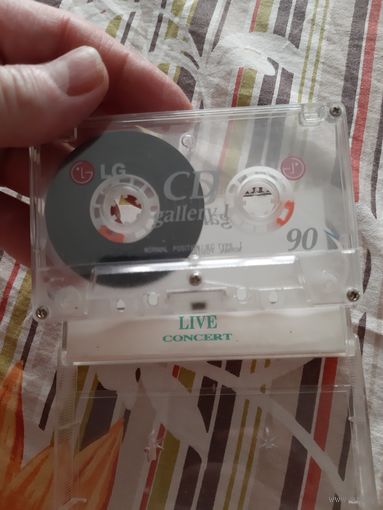 LG
CD
gallery
NORMAL POSITION IEC TYPE I
90
LIVE
CONCERT